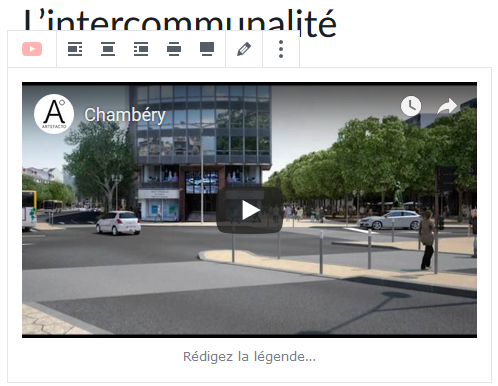 L'intercommunalité
A°
ARTEFACTO
Chambéry
Rédigez la légende...